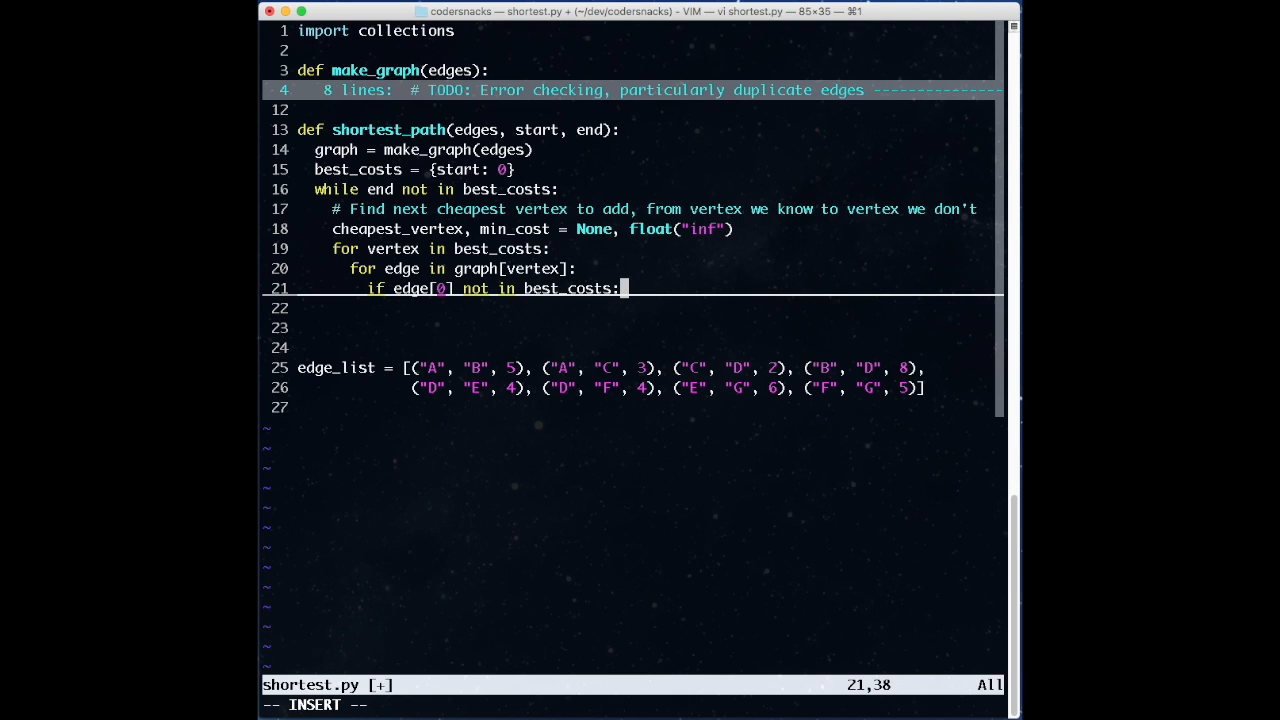 codersnacks — shortest.py + (~/dev/codersnacks) - VIM — vi shortest.py — 85×35 — ⌘1
1 import collections
2
3 def make_graph(edges):
4 8 lines: # TODO: Error checking, particularly duplicate edges ---------------
12
13 def shortest_path(edges, start, end):
14 graph = make_graph(edges)
15 best_costs = {start: 0}
16 while end not in best_costs:
17 # Find next cheapest vertex to add, from vertex we know to vertex we don't
18 cheapest_vertex, min_cost = None, float("inf")
19 for vertex in best_costs:
20 for edge in graph[vertex]:
21 if edge[0] not in best_costs:
22
23
24
25 edge_list = [("A", "B", 5), ("A", "C", 3), ("C", "D", 2), ("B", "D", 8),
26 ("D", "E", 4), ("D", "F", 4), ("E", "G", 6), ("F", "G", 5)]
27
~
~
~
~
~
~
~
~
~
~
~
~
~
shortest.py [+] 21,38 All
-- INSERT --